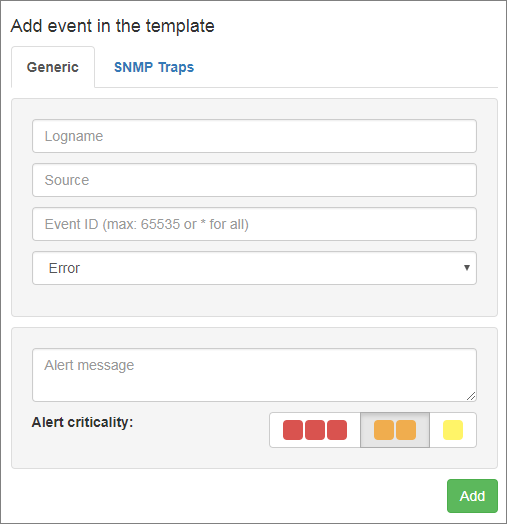 Add event in the template
Generic SNMP Traps
Logname
Source
Event ID (max: 65535 or * for all)
Error
Alert message
Alert criticality:
Add